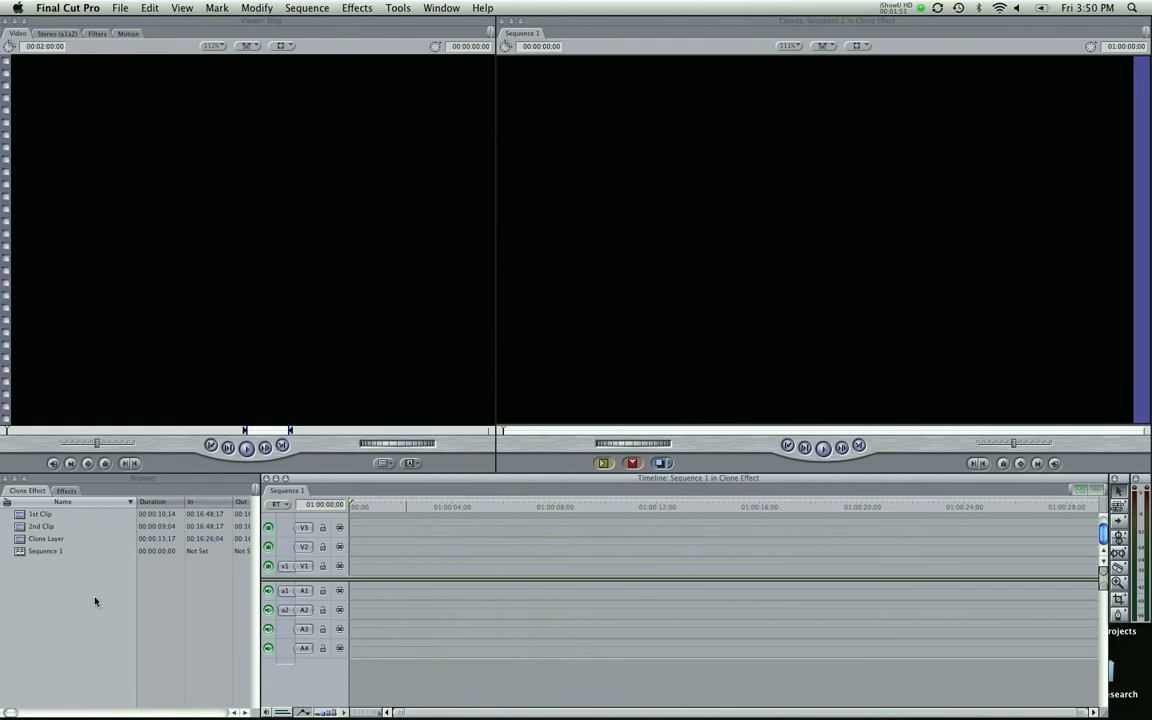 Final Cut Pro File Edit View Mark Modify Sequence Effects Tools Window Help
iShowU HD
00:01:51
Fri 3:50 PM
Viewer: Slug
Canvas: Sequence 1 in Clone Effect
Video Stereo (a1a2) Filters Motion
Sequence 1
00:02:00:00 112% 00:00:00:00
00:00:00;00 111% 01:00:00;00
Browser
Timeline: Sequence 1 in Clone Effect
Clone Effect Effects
Sequence 1
Name Duration In Out
RT 01:00:00;00
00;00 01:00:04;00 01:00:08;00 01:00:12;00 01:00:16;00 01:00:20;00 01:00:24;00 01:00:28;00
1st Clip 00:00:10;14 00:16:48;17 00:16
2nd Clip 00:00:09;04 00:16:48;17 00:16
Clone Layer 00:00:13;17 00:16:26;04 00:16
Sequence 1 00:00:00;00 Not Set Not S
V3
V2
v1 V1
a1 A1
a2 A2
A3
A4
rojects
search